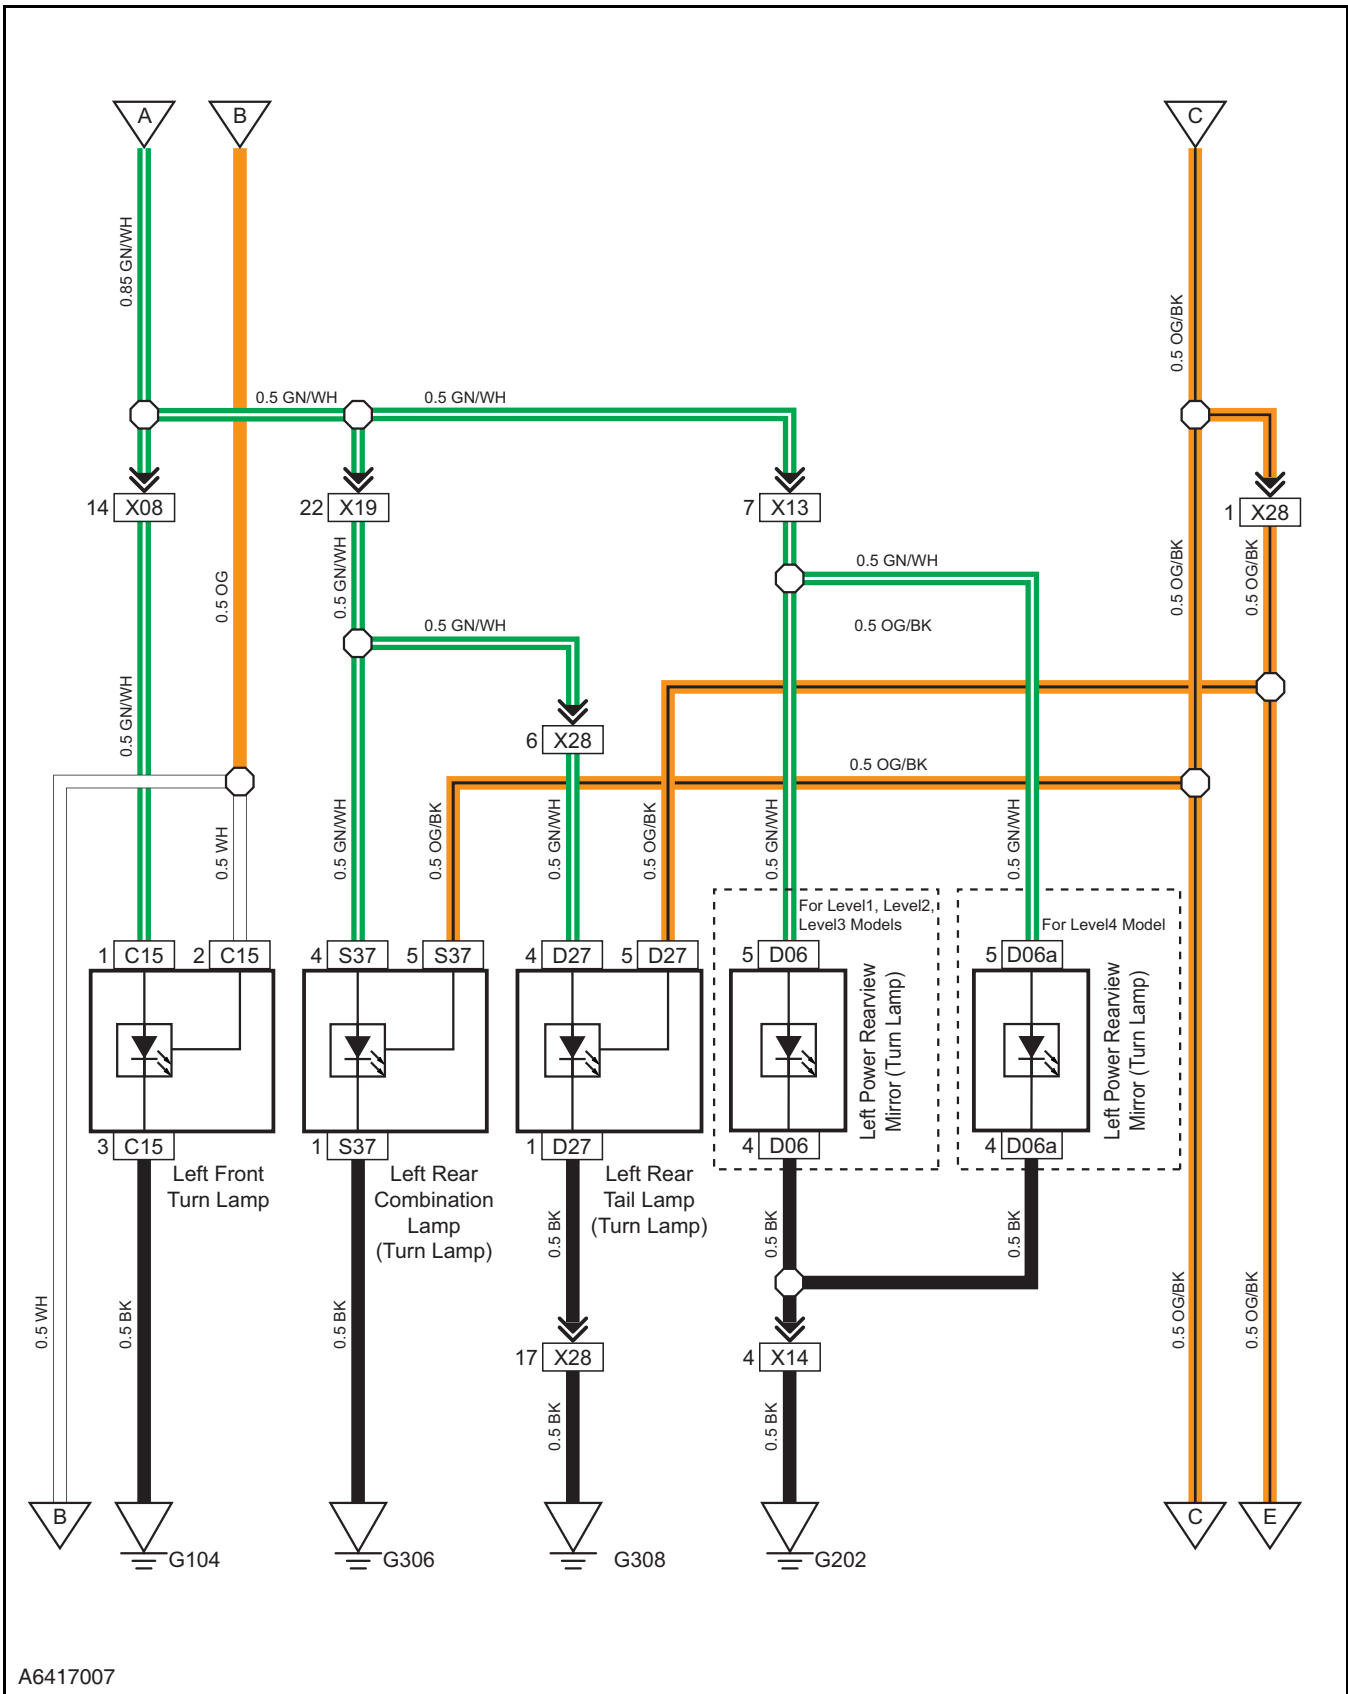 A
B
C
0.85 GN/WH
0.5 OG/BK
0.5 GN/WH
0.5 GN/WH
14 X08
22 X19
7 X13
1 X28
0.5 OG
0.5 GN/WH
0.5 GN/WH
0.5 OG/BK
0.5 OG/BK
0.5 GN/WH
0.5 OG/BK
0.5 GN/WH
6 X28
0.5 OG/BK
0.5 WH
0.5 GN/WH
0.5 OG/BK
0.5 GN/WH
0.5 OG/BK
0.5 GN/WH
0.5 GN/WH
For Level1, Level2,
Level3 Models
For Level4 Model
1 C15
2 C15
4 S37
5 S37
4 D27
5 D27
5 D06
5 D06a
Left Power Rearview
Mirror (Turn Lamp)
Left Power Rearview
Mirror (Turn Lamp)
3 C15
1 S37
1 D27
4 D06
4 D06a
Left Front
Turn Lamp
Left Rear
Combination
Lamp
(Turn Lamp)
Left Rear
Tail Lamp
(Turn Lamp)
0.5 BK
0.5 BK
0.5 BK
0.5 WH
0.5 BK
0.5 BK
0.5 OG/BK
0.5 OG/BK
17 X28
4 X14
0.5 BK
0.5 BK
B
C
E
G104
G306
G308
G202
A6417007